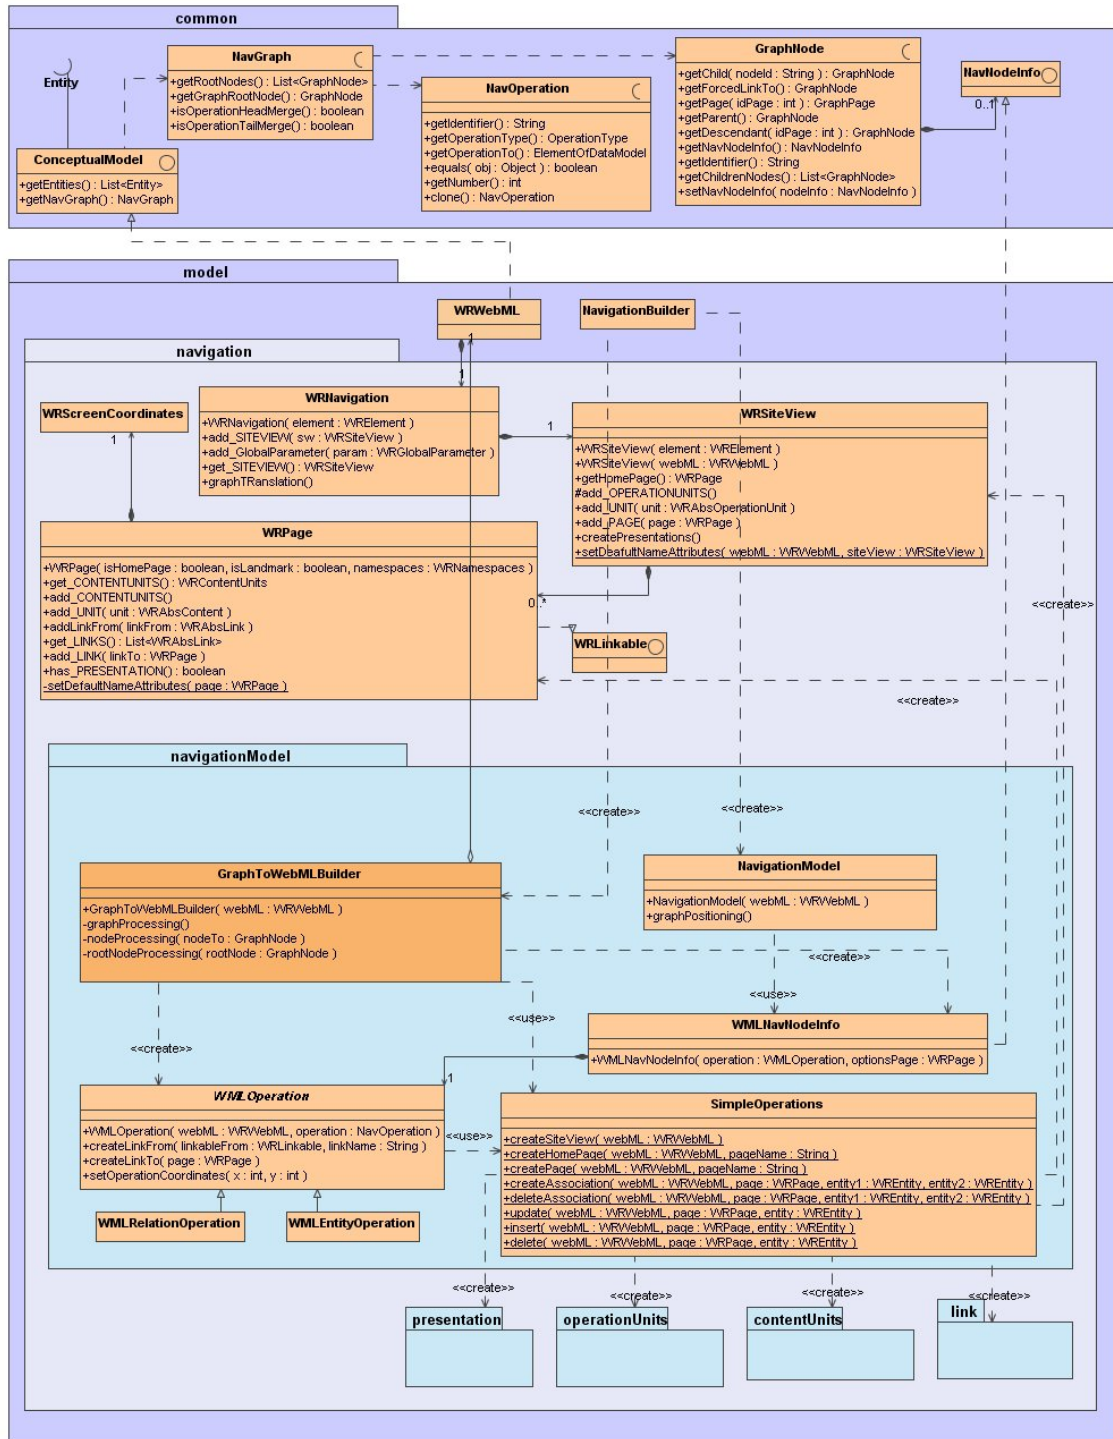 common
Entity
NavGraph
+getRootNodes() : List<GraphNode>
+getGraphRootNode() : GraphNode
+isOperationHeadMerge() : boolean
+isOperationTailMerge() : boolean
GraphNode
+getChild( nodeId : String ) : GraphNode
+getForcedLinkTo() : GraphNode
+getPage( idPage : int ) : GraphPage
+getParent() : GraphNode
+getDescendant( idPage : int ) : GraphNode
+getNavNodeInfo() : NavNodeInfo
+getIdentifier() : String
+getChildrenNodes() : List<GraphNode>
+setNavNodeInfo( nodeInfo : NavNodeInfo )
NavNodeInfo
0..1
NavOperation
+getIdentifier() : String
+getOperationType() : OperationType
+getOperationTo() : ElementOfDataModel
+equals( obj : Object ) : boolean
+getNumber() : int
+clone() : NavOperation
ConceptualModel
+getEntities() : List<Entity>
+getNavGraph() : NavGraph
model
WRWebML
1
NavigationBuilder
navigation
1
WRScreenCoordinates
1
WRNavigation
+WRNavigation( element : WRElement )
+add_SITEVIEW( sw : WRSiteView )
+add_GlobalParameter( param : WRGlobalParameter )
+get_SITEVIEW() : WRSiteView
+graphTRanslation()
1
WRSiteView
+WRSiteView( element : WRElement )
+WRSiteView( webML : WRWebML )
+getHomePage() : WRPage
#add_OPERATIONUNITS()
+add_UNIT( unit : WRAbsOperationUnit )
+add_PAGE( page : WRPage )
+createPresentations()
+setDeafultNameAttributes( webML : WRWebML, siteView : WRSiteView )
WRPage
+WRPage( isHomePage : boolean, isLandmark : boolean, namespaces : WRNamespaces )
+get_CONTENTUNITS() : WRContentUnits
+add_CONTENTUNITS()
+add_UNIT( unit : WRAbsContent )
+addLinkFrom( linkFrom : WRAbsLink )
+get_LINKS() : List<WRAbsLink>
+add_LINK( linkTo : WRPage )
+has_PRESENTATION() : boolean
-setDefaultNameAttributes( page : WRPage )
0..*
<<create>>
WRLinkable
<<create>>
navigationModel
<<create>>
<<create>>
GraphToWebMLBuilder
+GraphToWebMLBuilder( webML : WRWebML )
-graphProcessing()
-nodeProcessing( nodeTo : GraphNode )
-rootNodeProcessing( rootNode : GraphNode )
NavigationModel
+NavigationModel( webML : WRWebML )
+graphPositioning()
<<create>>
<<use>>
<<use>>
<<create>>
WMLNavNodeInfo
+WMLNavNodeInfo( operation : WMLOperation, optionsPage : WRPage )
1
WMLOperation
+WMLOperation( webML : WRWebML, operation : NavOperation )
+createLinkFrom( linkableFrom : WRLinkable, linkName : String )
+createLinkTo( page : WRPage )
+setOperationCoordinates( x : int, y : int )
<<use>>
SimpleOperations
+createSiteView( webML : WRWebML )
+createHomePage( webML : WRWebML, pageName : String )
+createPage( webML : WRWebML, pageName : String )
+createAssociation( webML : WRWebML, page : WRPage, entity1 : WREntity, entity2 : WREntity )
+deleteAssociation( webML : WRWebML, page : WRPage, entity1 : WREntity, entity2 : WREntity )
+update( webML : WRWebML, page : WRPage, entity : WREntity )
+insert( webML : WRWebML, page : WRPage, entity : WREntity )
+delete( webML : WRWebML, page : WRPage, entity : WREntity )
WMLRelationOperation
WMLEntityOperation
<<create>>
<<create>>
<<create>>
<<create>>
presentation
operationUnits
contentUnits
link